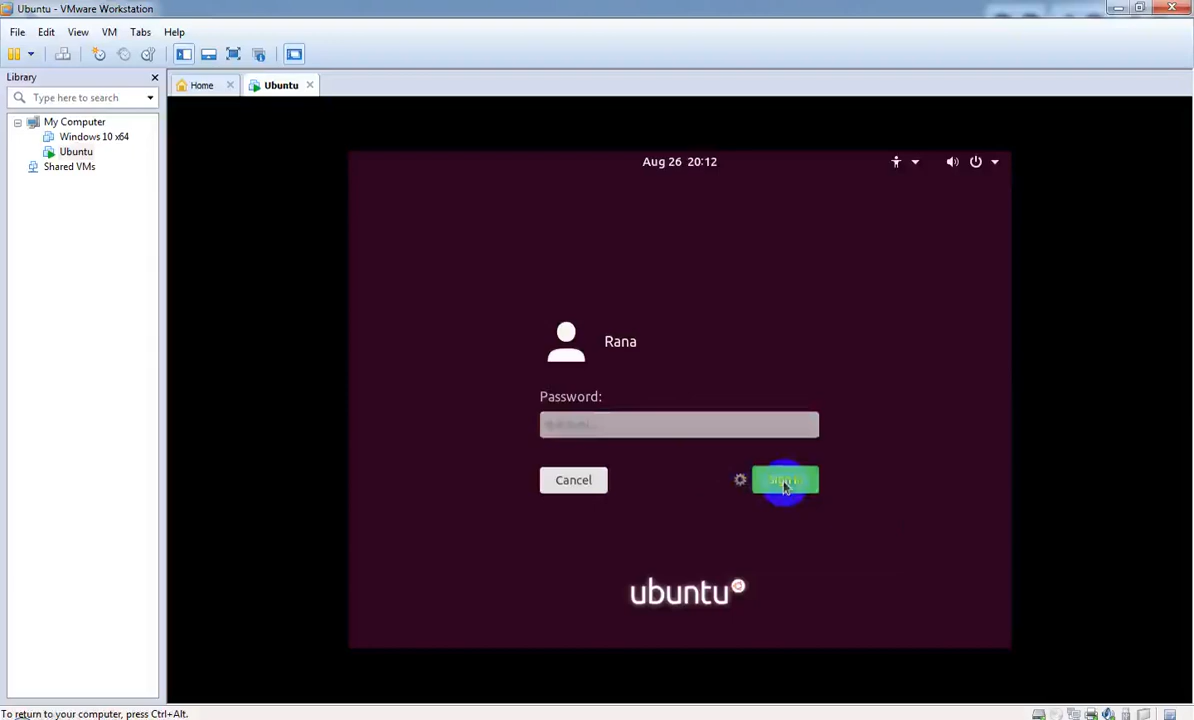 Ubuntu - VMware Workstation
File Edit View VM Tabs Help
Library
Type here to search
My Computer
Windows 10 x64
Ubuntu
Shared VMs
Home
Ubuntu
Aug 26 20:12
Rana
Password:
Cancel
ubuntu
To return to your computer, press Ctrl+Alt.